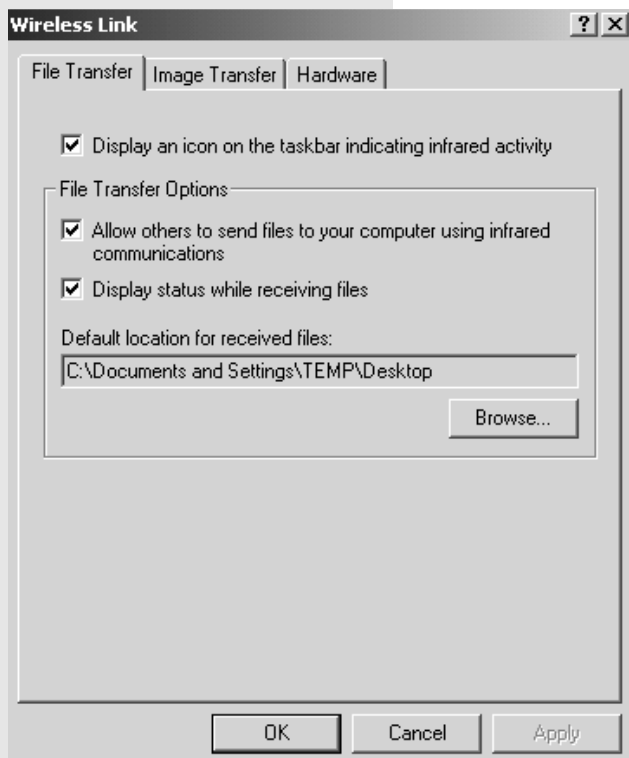 Wireless Link
File Transfer
Image Transfer
Hardware
Display an icon on the taskbar indicating infrared activity
File Transfer Options
Allow others to send files to your computer using infrared
communications
Display status while receiving files
Default location for received files:
C:\Documents and Settings\TEMP\Desktop
Browse...
OK
Cancel
Apply